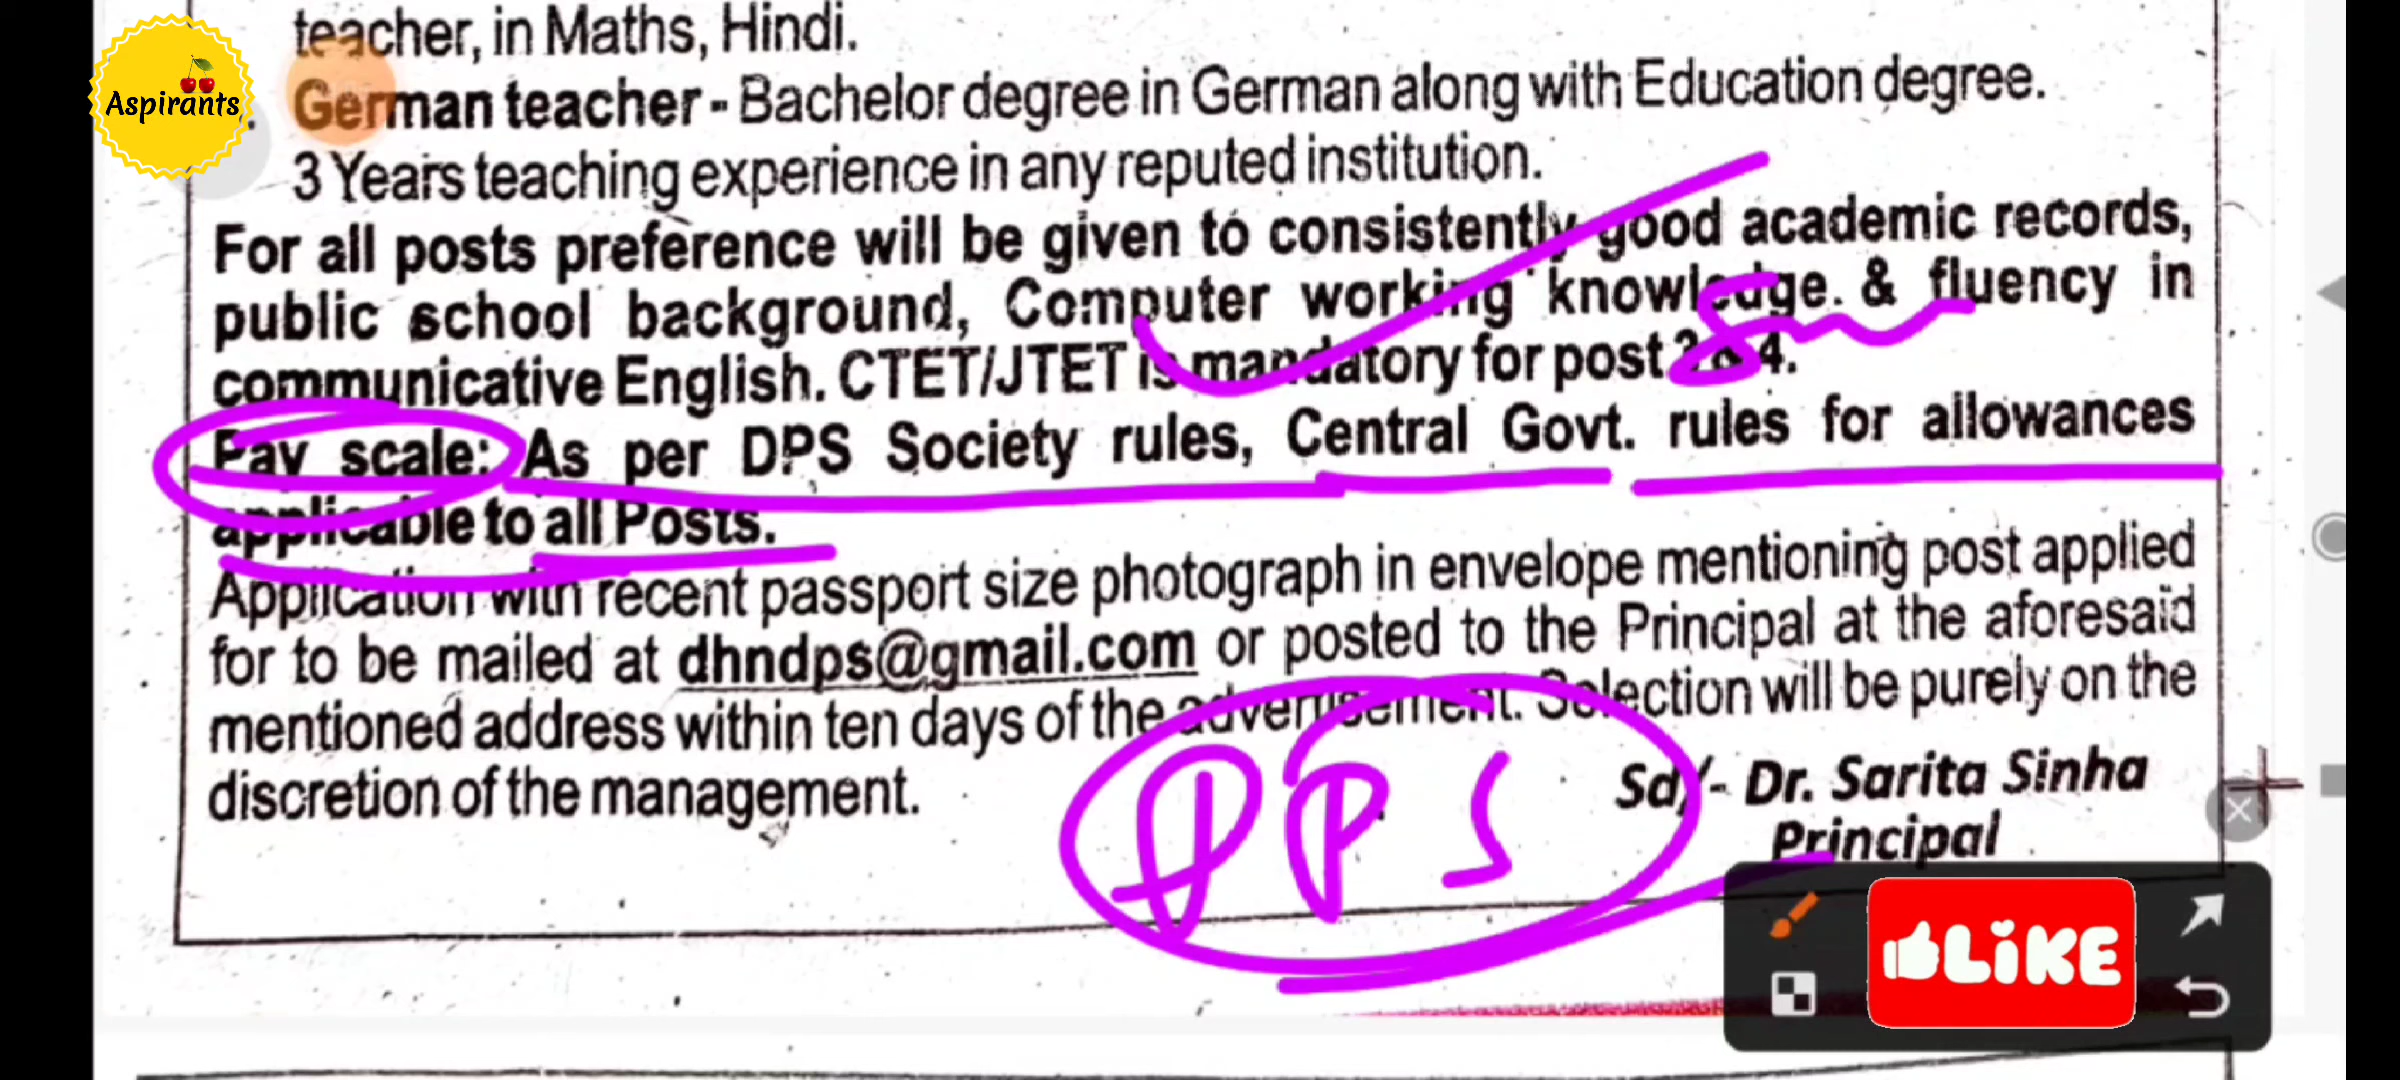 teacher, in Maths, Hindi.
Aspirants
German teacher - Bachelor degree in German along with Education degree.
3 Years teaching experience in any reputed institution.
For all posts preference will be given to consistently good academic records,
public school background, Computer working knowledge. & fluency in
communicative English. CTET/JTET is mandatory for post & 4.
Pay scale: As per DPS Society rules, Central Govt. rules for allowances
applicable to all Posts.
Application with recent passport size photograph in envelope mentioning post applied
for to be mailed at dhndps@gmail.com or posted to the Principal at the aforesaid
mentioned address within ten days of the advertisement. Selection will be purely on the
discretion of the management.
DPS
Sd/- Dr. Sarita Sinha
Principal
LIKE